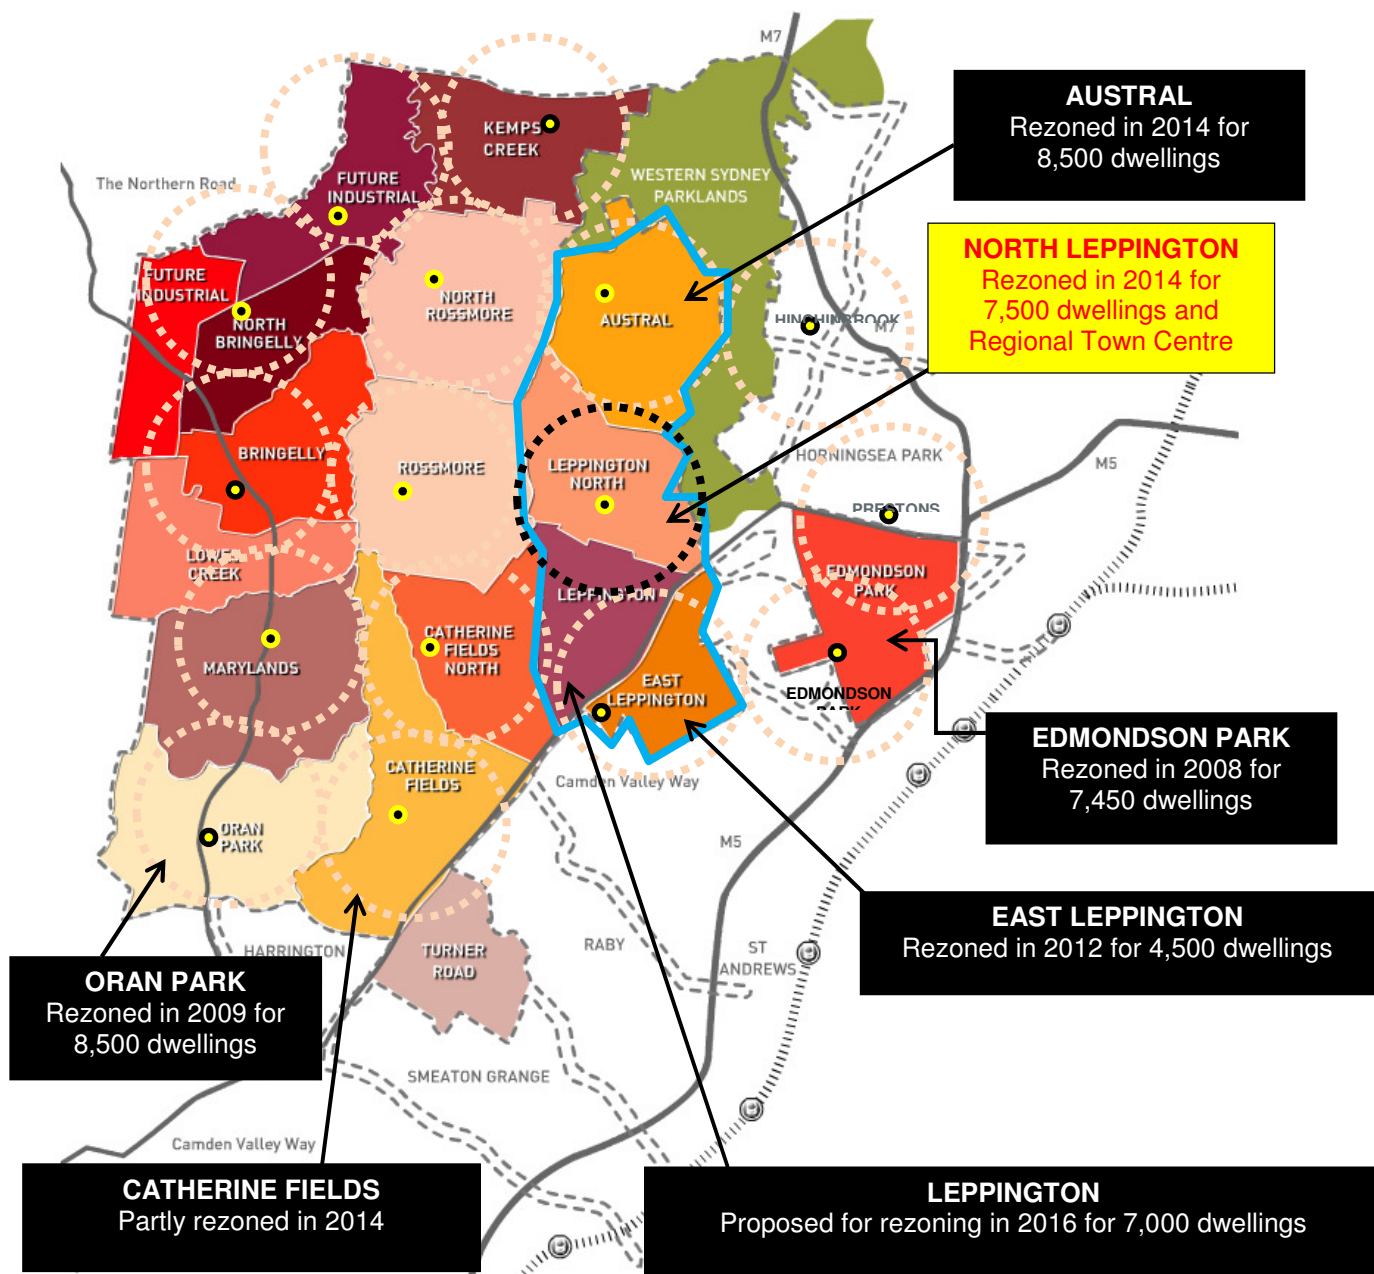 M7
AUSTRAL
Rezoned in 2014 for
8,500 dwellings
KEMPS
CREEK
The Northern Road
FUTURE
INDUSTRIAL
WESTERN SYDNEY
PARKLANDS
NORTH LEPPINGTON
Rezoned in 2014 for
7,500 dwellings and
Regional Town Centre
FUTURE
INDUSTRIAL
NORTH
BRINGELLY
NORTH
ROSSMORE
AUSTRAL
HINCHINBROOK
M7
BRINGELLY
ROSSMORE
LEPPINGTON
NORTH
HORNINGSEA PARK
M5
PRESTONS
LOWES
CREEK
LEPPINGTON
EDMONDSON
PARK
MARYLANDS
CATHERINE
FIELDS
NORTH
EAST
LEPPINGTON
EDMONDSON
PARK
EDMONDSON PARK
Rezoned in 2008 for
7,450 dwellings
CATHERINE
FIELDS
Camden Valley Way
ORAN
PARK
M5
EAST LEPPINGTON
Rezoned in 2012 for 4,500 dwellings
HARRINGTON
TURNER
ROAD
RABY
ST
ANDREWS
ORAN PARK
Rezoned in 2009 for
8,500 dwellings
SMEATON GRANGE
Camden Valley Way
CATHERINE FIELDS
Partly rezoned in 2014
LEPPINGTON
Proposed for rezoning in 2016 for 7,000 dwellings